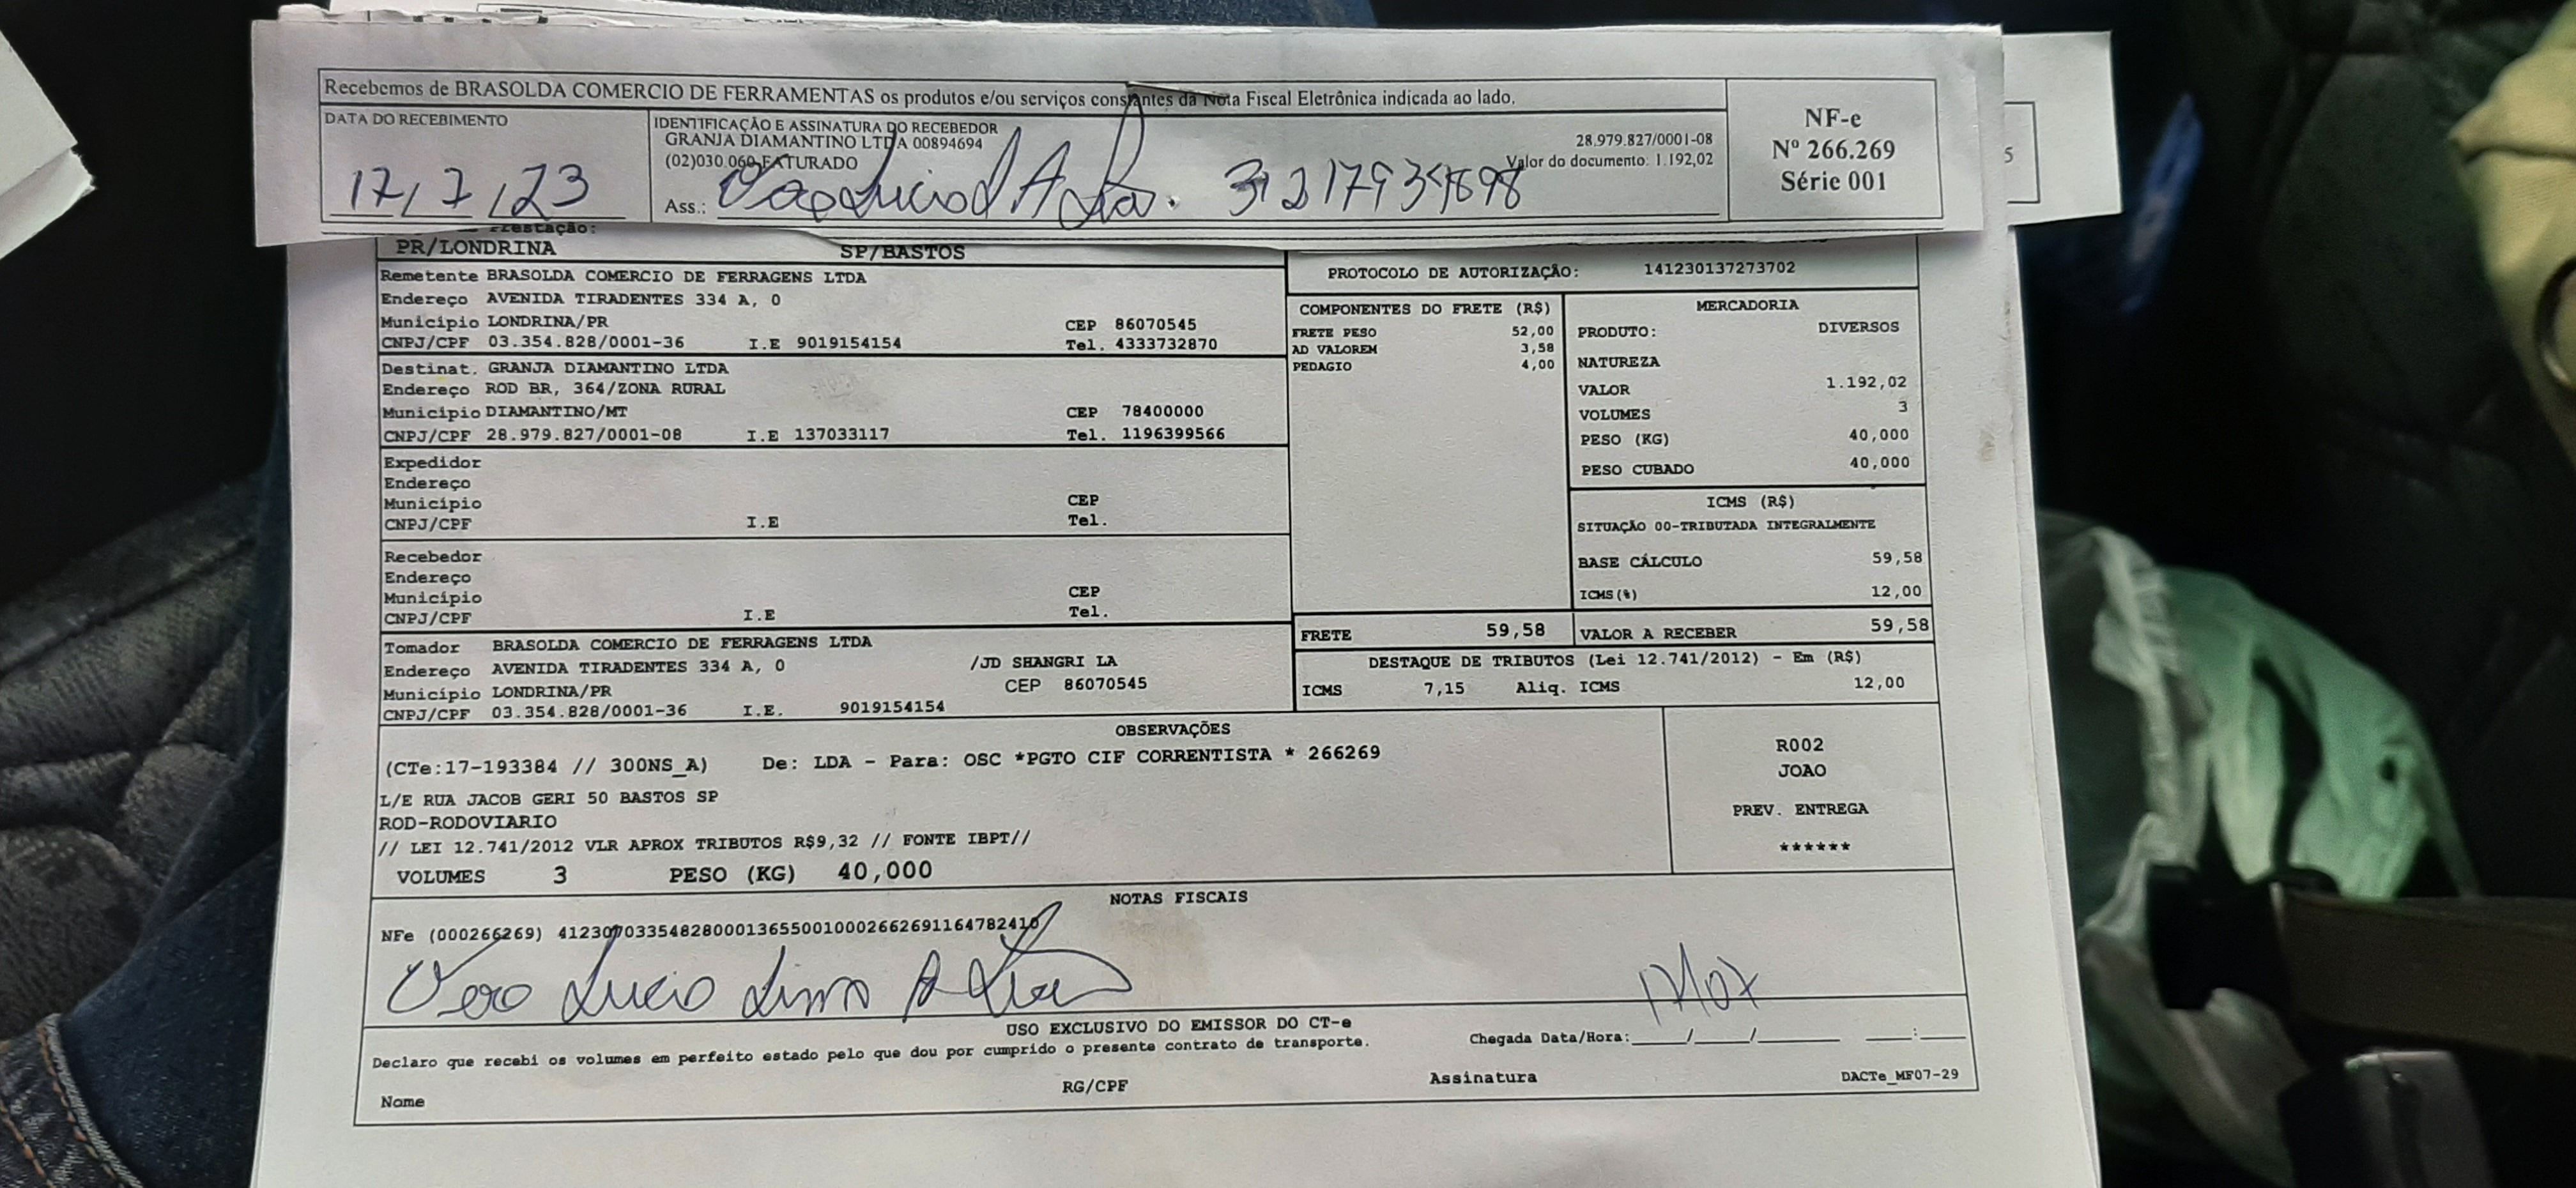 Recebemos de BRASOLDA COMERCIO DE FERRAMENTAS os produtos e/ou serviços constantes da Nota Fiscal Eletrônica indicada ao lado.
DATA DO RECEBIMENTO
17/7/23
IDENTIFICAÇÃO E ASSINATURA DO RECEBEDOR
GRANJA DIAMANTINO LTDA 00894694 28.979.827/0001-08
(02)030.060-FATURADO Valor do documento: 1.192,02
Ass.:
NF-e
Nº 266.269
Série 001
5
Prestação:
PR/LONDRINA SP/BASTOS
Remetente BRASOLDA COMERCIO DE FERRAGENS LTDA
Endereço AVENIDA TIRADENTES 334 A, 0
Município LONDRINA/PR CEP 86070545
CNPJ/CPF 03.354.828/0001-36 I.E 9019154154 Tel. 4333732870
Destinat. GRANJA DIAMANTINO LTDA
Endereço ROD BR, 364/ZONA RURAL
Município DIAMANTINO/MT CEP 78400000
CNPJ/CPF 28.979.827/0001-08 I.E 137033117 Tel. 1196399566
Expedidor
Endereço
Município CEP
CNPJ/CPF I.E Tel.
Recebedor
Endereço
Município CEP
CNPJ/CPF I.E Tel.
Tomador BRASOLDA COMERCIO DE FERRAGENS LTDA
Endereço AVENIDA TIRADENTES 334 A, 0 /JD SHANGRI LA
Município LONDRINA/PR CEP 86070545
CNPJ/CPF 03.354.828/0001-36 I.E. 9019154154
PROTOCOLO DE AUTORIZAÇÃO: 141230137273702
COMPONENTES DO FRETE (R$)
FRETE PESO 52,00
AD VALOREM 3,58
PEDAGIO 4,00
MERCADORIA
PRODUTO: DIVERSOS
NATUREZA
VALOR 1.192,02
VOLUMES 3
PESO (KG) 40,000
PESO CUBADO 40,000
ICMS (R$)
SITUAÇÃO 00-TRIBUTADA INTEGRALMENTE
BASE CÁLCULO 59,58
ICMS(%) 12,00
FRETE 59,58 VALOR A RECEBER 59,58
DESTAQUE DE TRIBUTOS (Lei 12.741/2012) - Em (R$)
ICMS 7,15 Aliq. ICMS 12,00
OBSERVAÇÕES
(CTe:17-193384 // 300NS_A) De: LDA - Para: OSC *PGTO CIF CORRENTISTA * 266269
L/E RUA JACOB GERI 50 BASTOS SP
ROD-RODOVIARIO
// LEI 12.741/2012 VLR APROX TRIBUTOS R$9,32 // FONTE IBPT//
VOLUMES 3 PESO (KG) 40,000
R002
JOAO
PREV. ENTREGA
******
NOTAS FISCAIS
NFe (000266269) 41230703354828000136550010002662691164782410
17/07
USO EXCLUSIVO DO EMISSOR DO CT-e
Declaro que recebi os volumes em perfeito estado pelo que dou por cumprido o presente contrato de transporte. Chegada Data/Hora:____/____/______ ____:____
Nome RG/CPF Assinatura DACTe_MF07-29